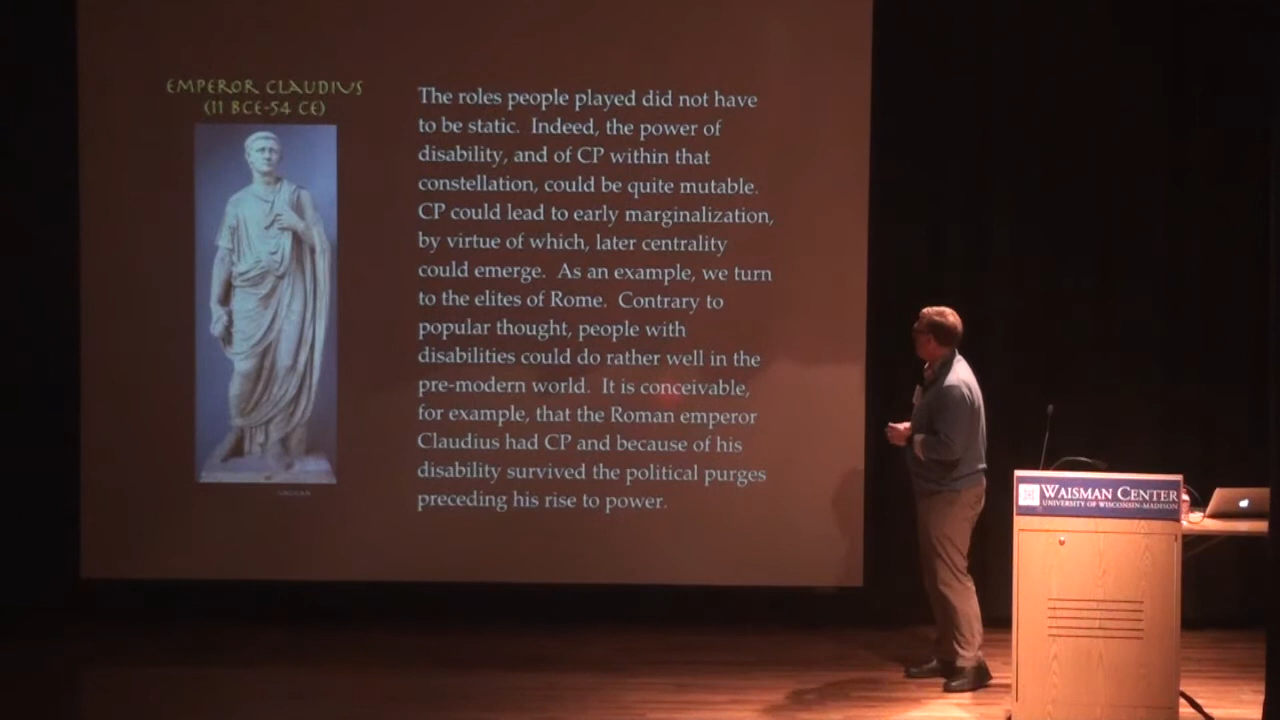 EMPEROR CLAUDIUS
(11 BCE-54 CE)
The roles people played did not have
to be static. Indeed, the power of
disability, and of CP within that
constellation, could be quite mutable.
CP could lead to early marginalization,
by virtue of which, later centrality
could emerge. As an example, we turn
to the elites of Rome. Contrary to
popular thought, people with
disabilities could do rather well in the
pre-modern world. It is conceivable,
for example, that the Roman emperor
Claudius had CP and because of his
disability survived the political purges
preceding his rise to power.
WAISMAN CENTER
UNIVERSITY OF WISCONSIN-MADISON